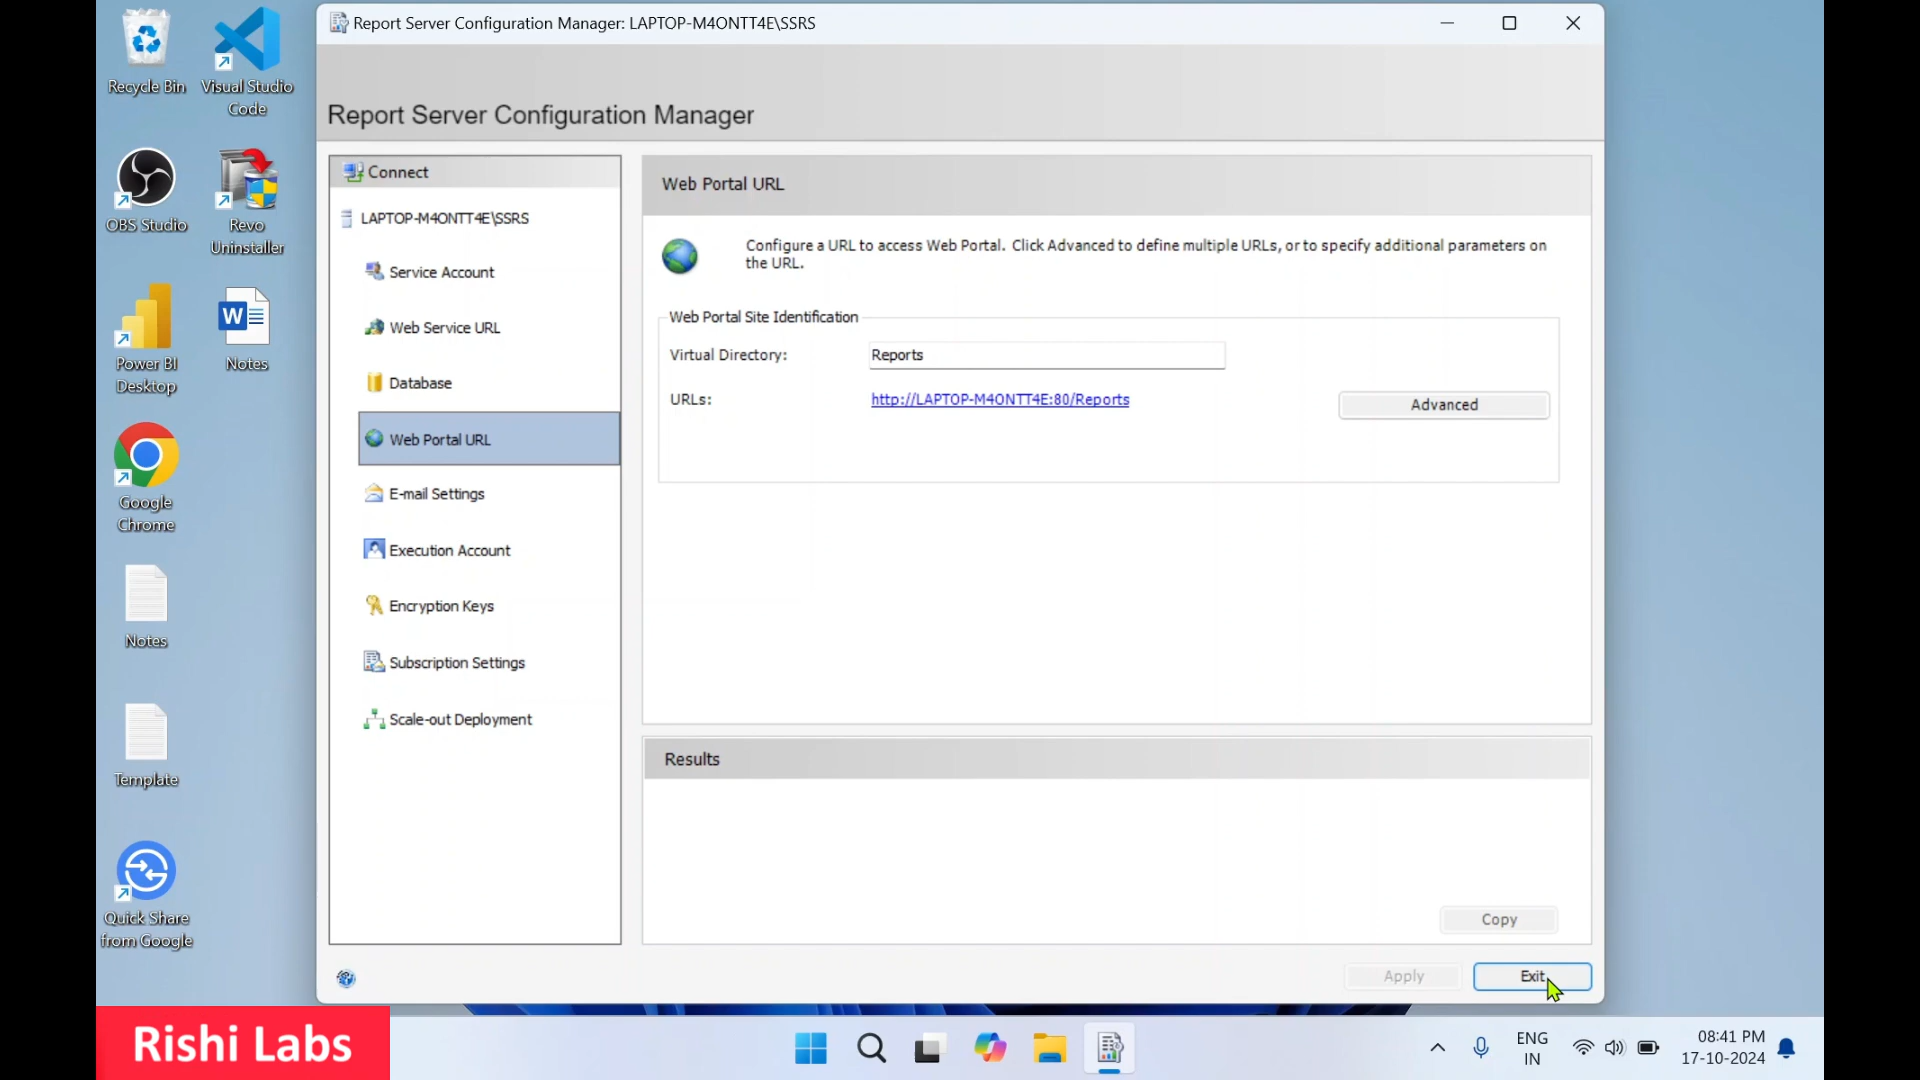 Recycle Bin
Visual Studio
Code
OBS Studio
Revo
Uninstaller
Power BI
Desktop
W
Notes
Google
Chrome
Notes
Template
Quick Share
from Google
Report Server Configuration Manager: LAPTOP-M4ONTT4E\SSRS
Report Server Configuration Manager
Connect
LAPTOP-M4ONTT4E\SSRS
Service Account
Web Service URL
Database
Web Portal URL
E-mail Settings
Execution Account
Encryption Keys
Subscription Settings
Scale-out Deployment
Web Portal URL
Configure a URL to access Web Portal. Click Advanced to define multiple URLs, or to specify additional parameters on
the URL.
Web Portal Site Identification
Virtual Directory:
Reports
URLs:
http://LAPTOP-M4ONTT4E:80/Reports
Advanced
Results
Copy
Apply
Exit
Rishi Labs
ENG
IN
08:41 PM
17-10-2024